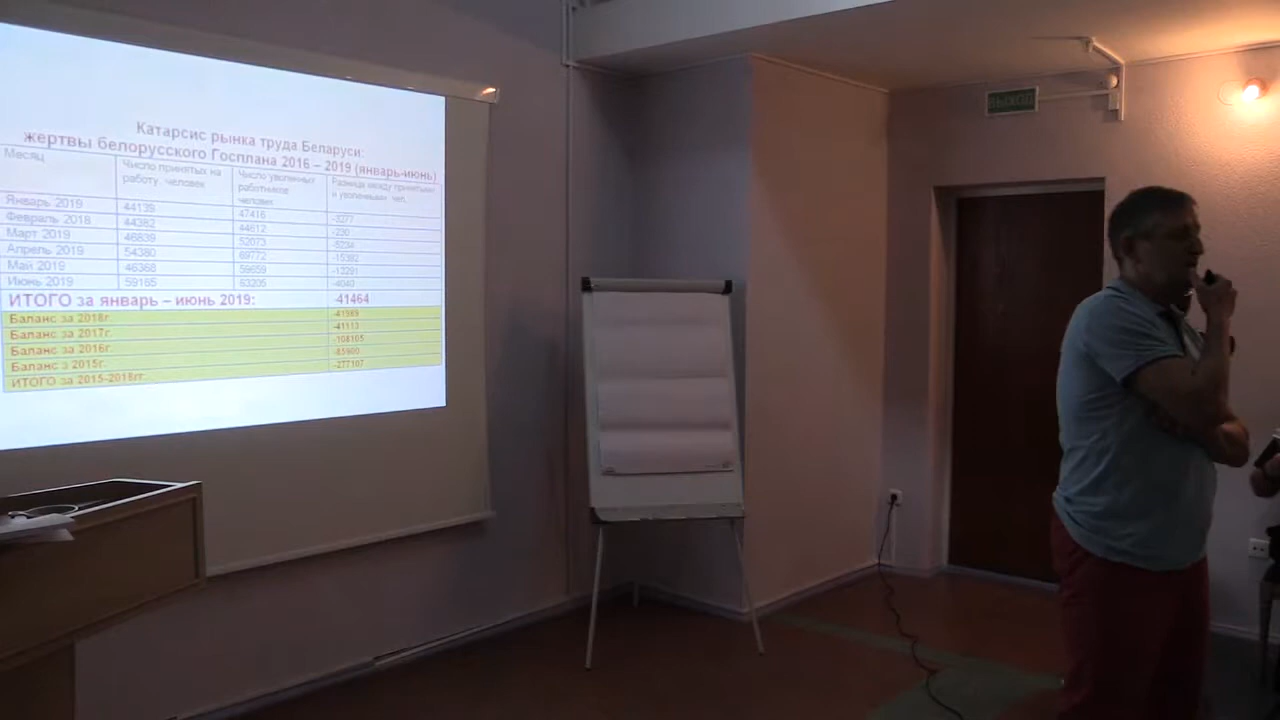 Катарсис рынка труда Беларуси:
жертвы белорусского Госплана 2016 – 2019 (январь-июнь)
Месяц Число принятых на работу, человек Число уволенных работников человек Разница между принятыми и уволенными, чел.
Январь 2019 44139 47416 -3277
Февраль 2018 44382 44612 -230
Март 2019 46839 52073 -5234
Апрель 2019 54380 69772 -15392
Май 2019 46368 59659 -13291
Июнь 2019 59165 63205 -4040
ИТОГО за январь – июнь 2019: -41464
Баланс за 2018г. -41989
Баланс за 2017г. -41113
Баланс за 2016г. -108105
Баланс з 2015г. -85900
ИТОГО за 2015-2018гг. -277107
ВЫХОД